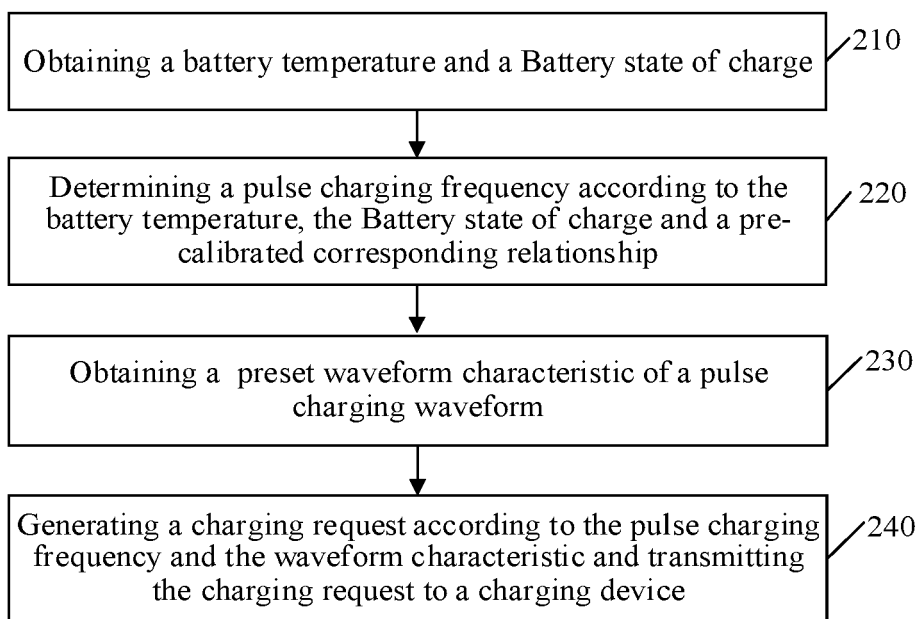 Obtaining a battery temperature and a Battery state of charge
210
Determining a pulse charging frequency according to the
battery temperature, the Battery state of charge and a pre-
calibrated corresponding relationship
220
Obtaining a preset waveform characteristic of a pulse
charging waveform
230
Generating a charging request according to the pulse charging
frequency and the waveform characteristic and transmitting
the charging request to a charging device
240